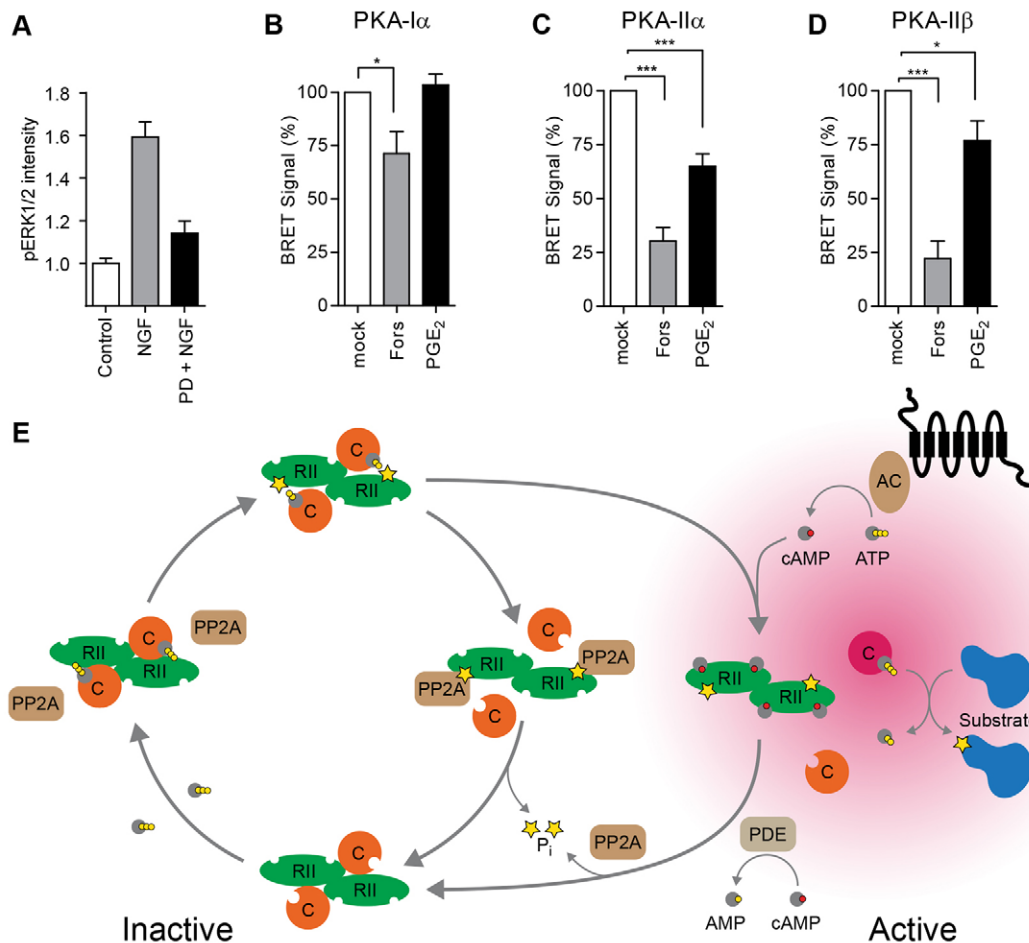 A
pERK1/2 intensity
1.8
1.6
1.4
1.2
1.0
Control
NGF
PD + NGF
B
PKA-Iα
*
BRET Signal (%)
100
75
50
25
0
mock
Fors
PGE₂
C
PKA-IIα
***
***
BRET Signal (%)
100
75
50
25
0
mock
Fors
PGE₂
D
PKA-IIβ
*
***
BRET Signal (%)
100
75
50
25
0
mock
Fors
PGE₂
E
C
RII
RII
C
AC
cAMP
ATP
C
PP2A
RII
RII
PP2A
C
C
RII
PP2A
PP2A
RII
C
RII
RII
C
Substrate
C
C
RII
RII
C
Pᵢ
PP2A
PDE
AMP
cAMP
Inactive
Active